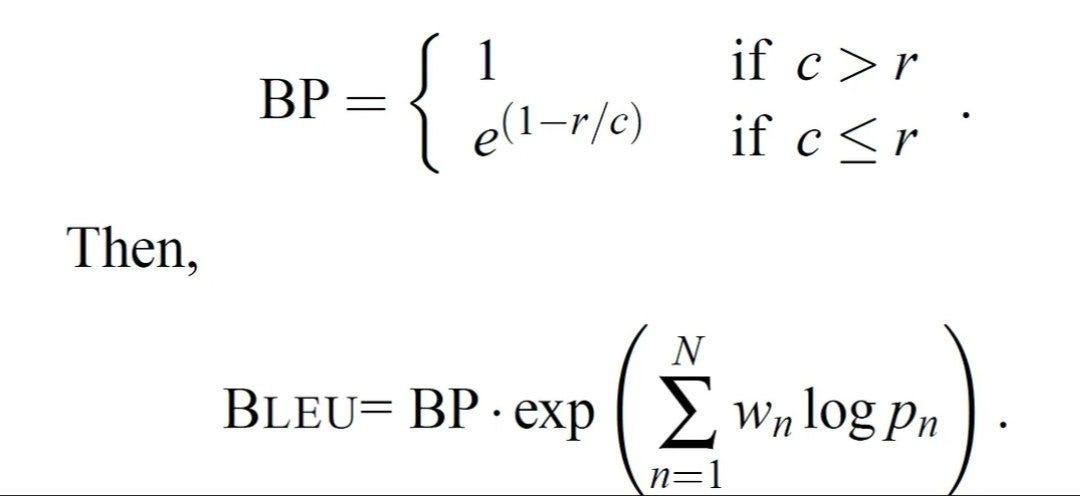 BP = { 1 if c > r
e^(1−r/c) if c ≤ r .
Then,
BLEU= BP · exp ( ∑_{n=1}^{N} w_n log p_n ) .